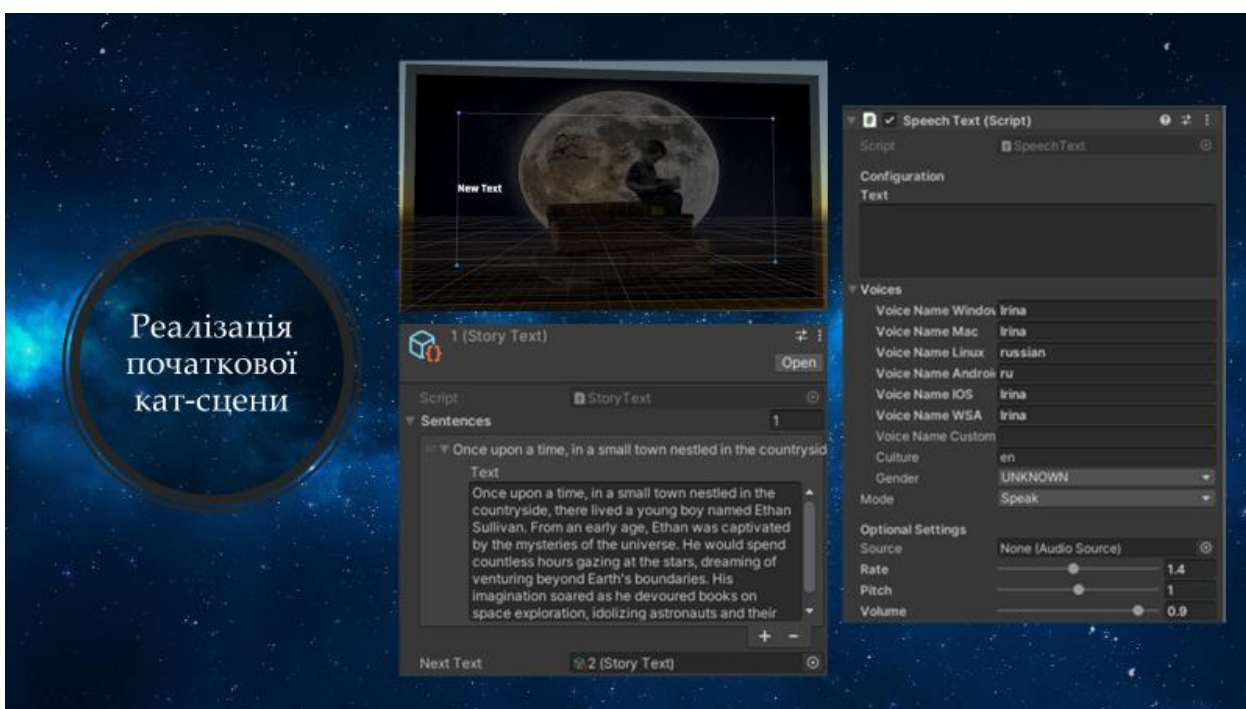 Реалізація
початкової
кат-сцени
New Text
1 (Story Text)
Open
Script StoryText
Sentences 1
Once upon a time, in a small town nestled in the countrysid
Text
Once upon a time, in a small town nestled in the
countryside, there lived a young boy named Ethan
Sullivan. From an early age, Ethan was captivated
by the mysteries of the universe. He would spend
countless hours gazing at the stars, dreaming of
venturing beyond Earth's boundaries. His
imagination soared as he devoured books on
space exploration, idolizing astronauts and their
+ -
Next Text 2 (Story Text)
Speech Text (Script)
Script SpeechText
Configuration
Text
Voices
Voice Name Window Irina
Voice Name Mac Irina
Voice Name Linux russian
Voice Name Android ru
Voice Name IOS Irina
Voice Name WSA Irina
Voice Name Custom
Culture en
Gender UNKNOWN
Mode Speak
Optional Settings
Source None (Audio Source)
Rate 1.4
Pitch 1
Volume 0.9